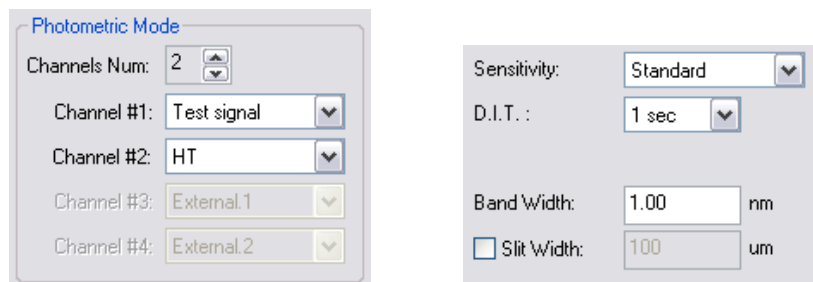 Photometric Mode
Channels Num: 2
Channel #1: Test signal
Channel #2: HT
Channel #3: External.1
Channel #4: External.2
Sensitivity: Standard
D.I.T. : 1 sec
Band Width: 1.00 nm
Slit Width: 100 um